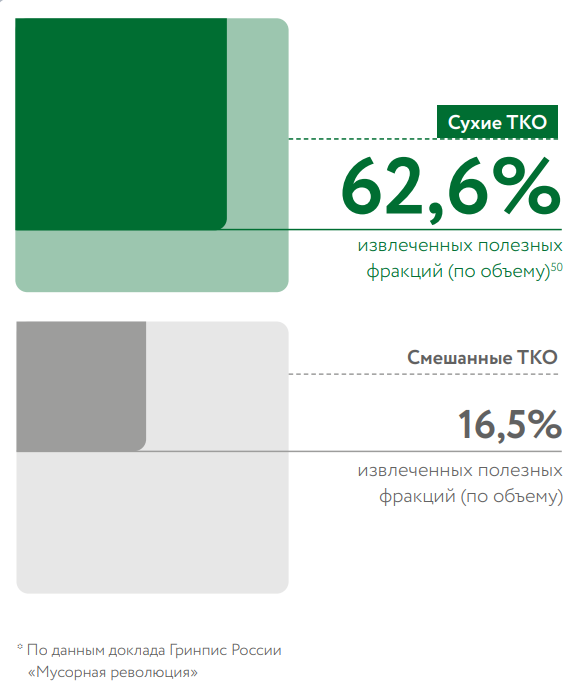 Сухие ТКО
62,6%
извлеченных полезных
фракций (по объему)50
Смешанные ТКО
16,5%
извлеченных полезных
фракций (по объему)
° По данным доклада Гринпис России
«Мусорная революция»